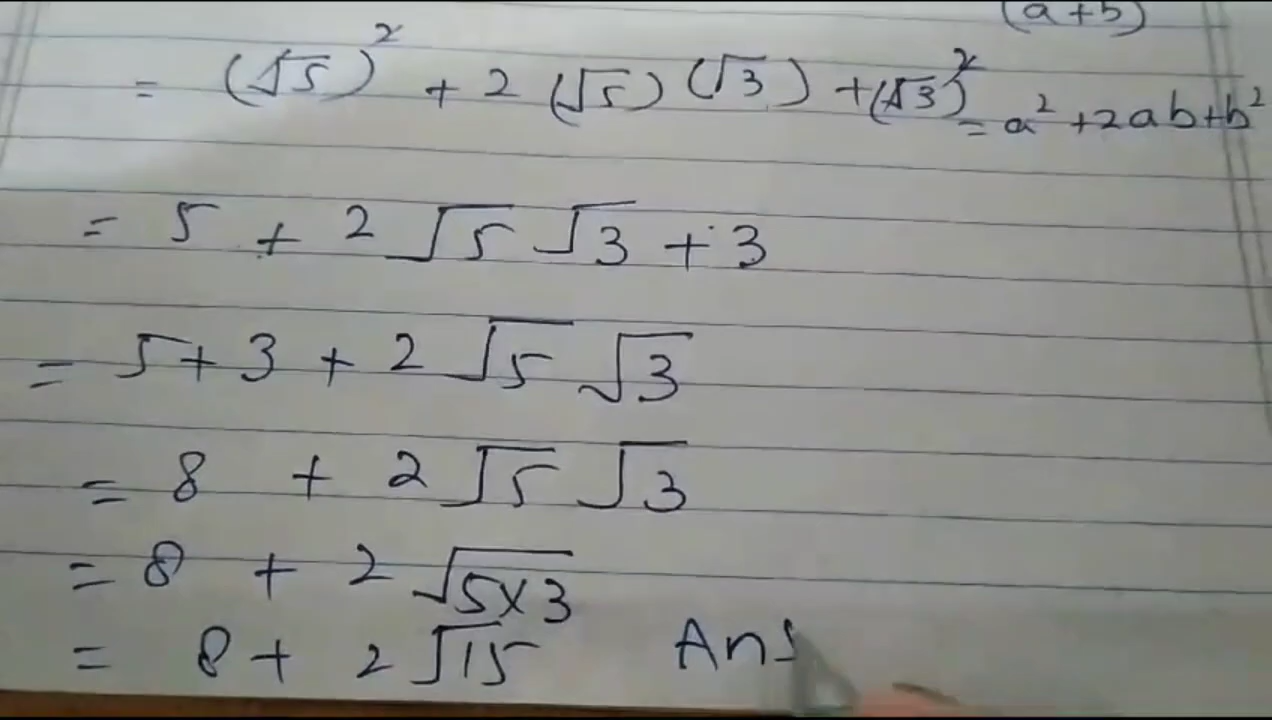 (a+b)
= (√5)² + 2 (√5) (√3) + (√3)²
= a² + 2ab + b²
= 5 + 2 √5 √3 + 3
= 5 + 3 + 2 √5 √3
= 8 + 2 √5 √3
= 8 + 2 √5×3
= 8 + 2 √15 Ans